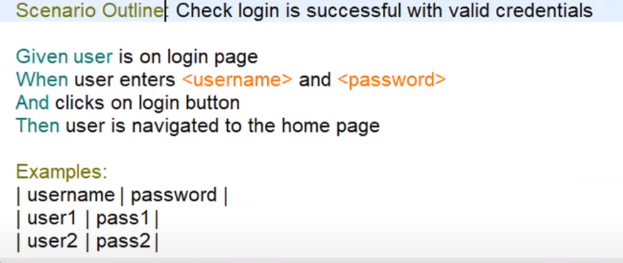 Scenario Outline: Check login is successful with valid credentials
Given user is on login page
When user enters <username> and <password>
And clicks on login button
Then user is navigated to the home page
Examples:
| username | password |
| user1 | pass1 |
| user2 | pass2 |